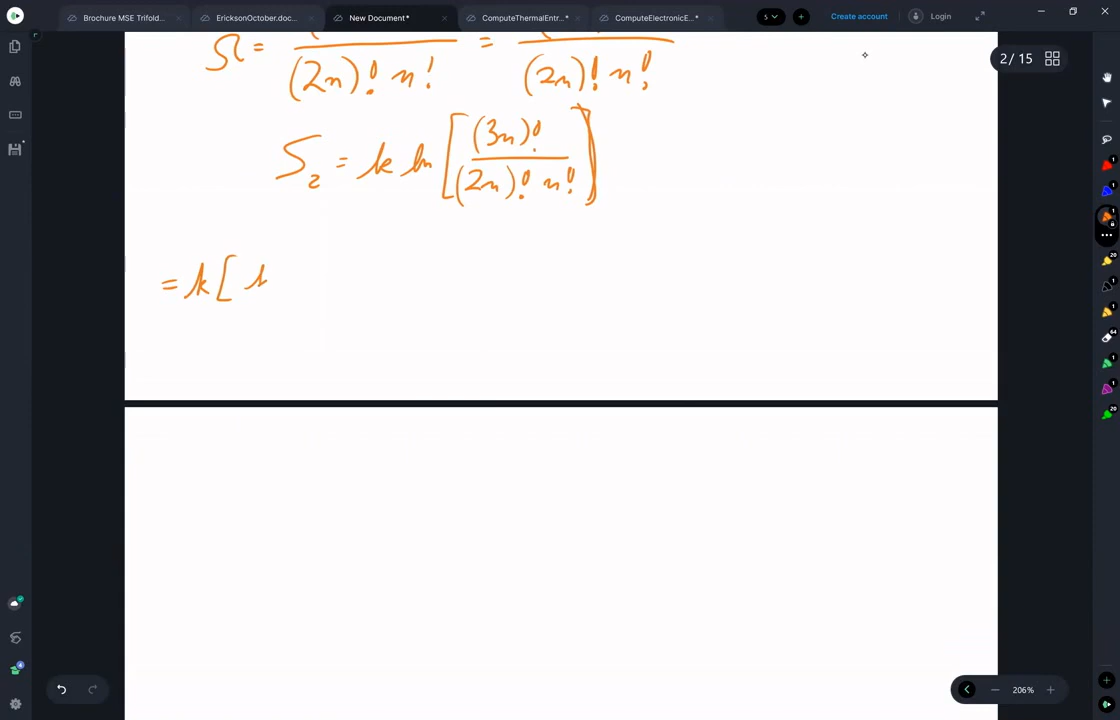 Brochure MSE Trifold... EricksonOctober.doc... New Document* ComputeThermalEntr...* ComputeElectronicE...* 5 Create account Login
2 / 15
Ω = / (2n)! n! = / (2n)! n!
S₂ = k ln [ (3n)! / (2n)! n! ]
= k [
206%